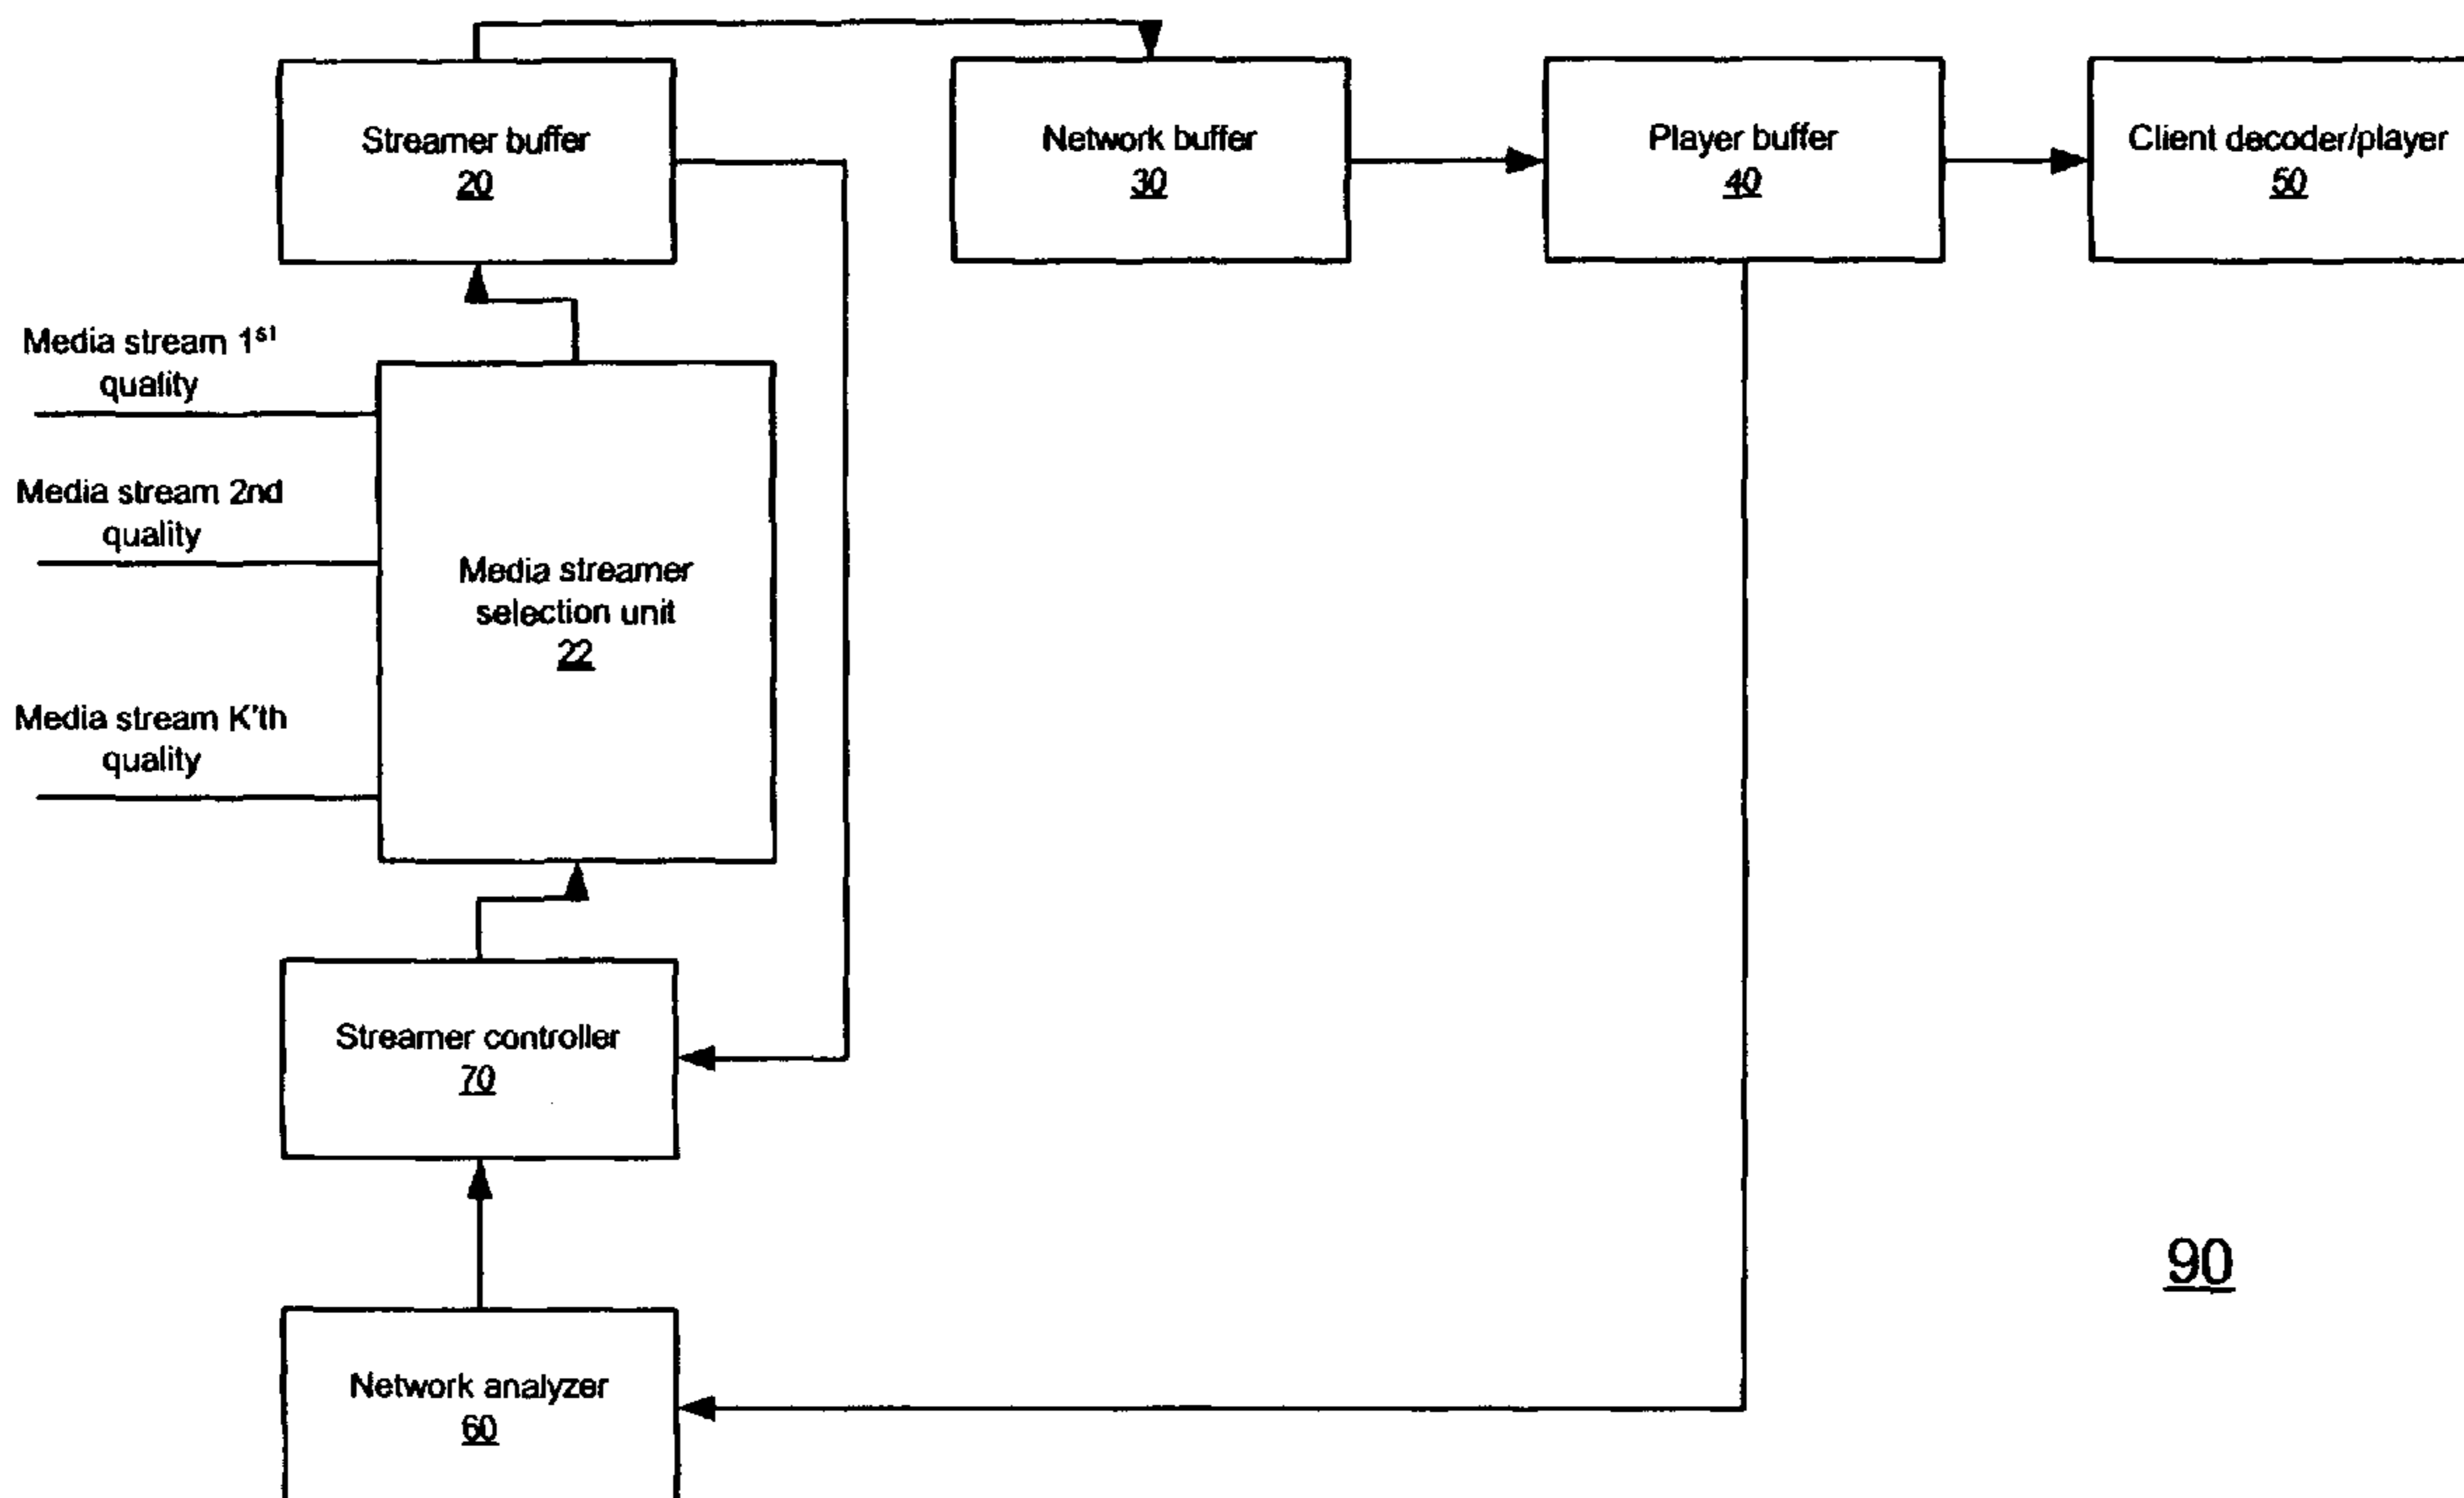 Streamer buffer
20
Network buffer
30
Player buffer
40
Client decoder/player
50
Media stream 1st
quality
Media stream 2nd
quality
Media streamer
selection unit
22
Media stream K'th
quality
Streamer controller
70
Network analyzer
60
90